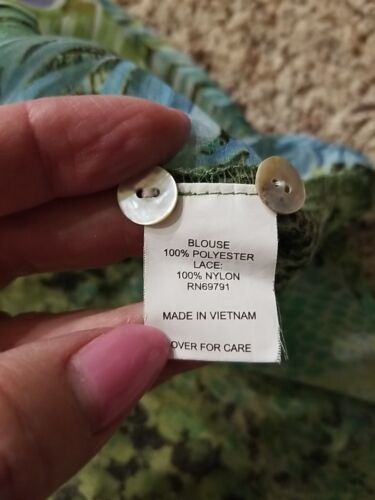 BLOUSE
100% POLYESTER
LACE:
100% NYLON
RN69791
MADE IN VIETNAM
OVER FOR CARE